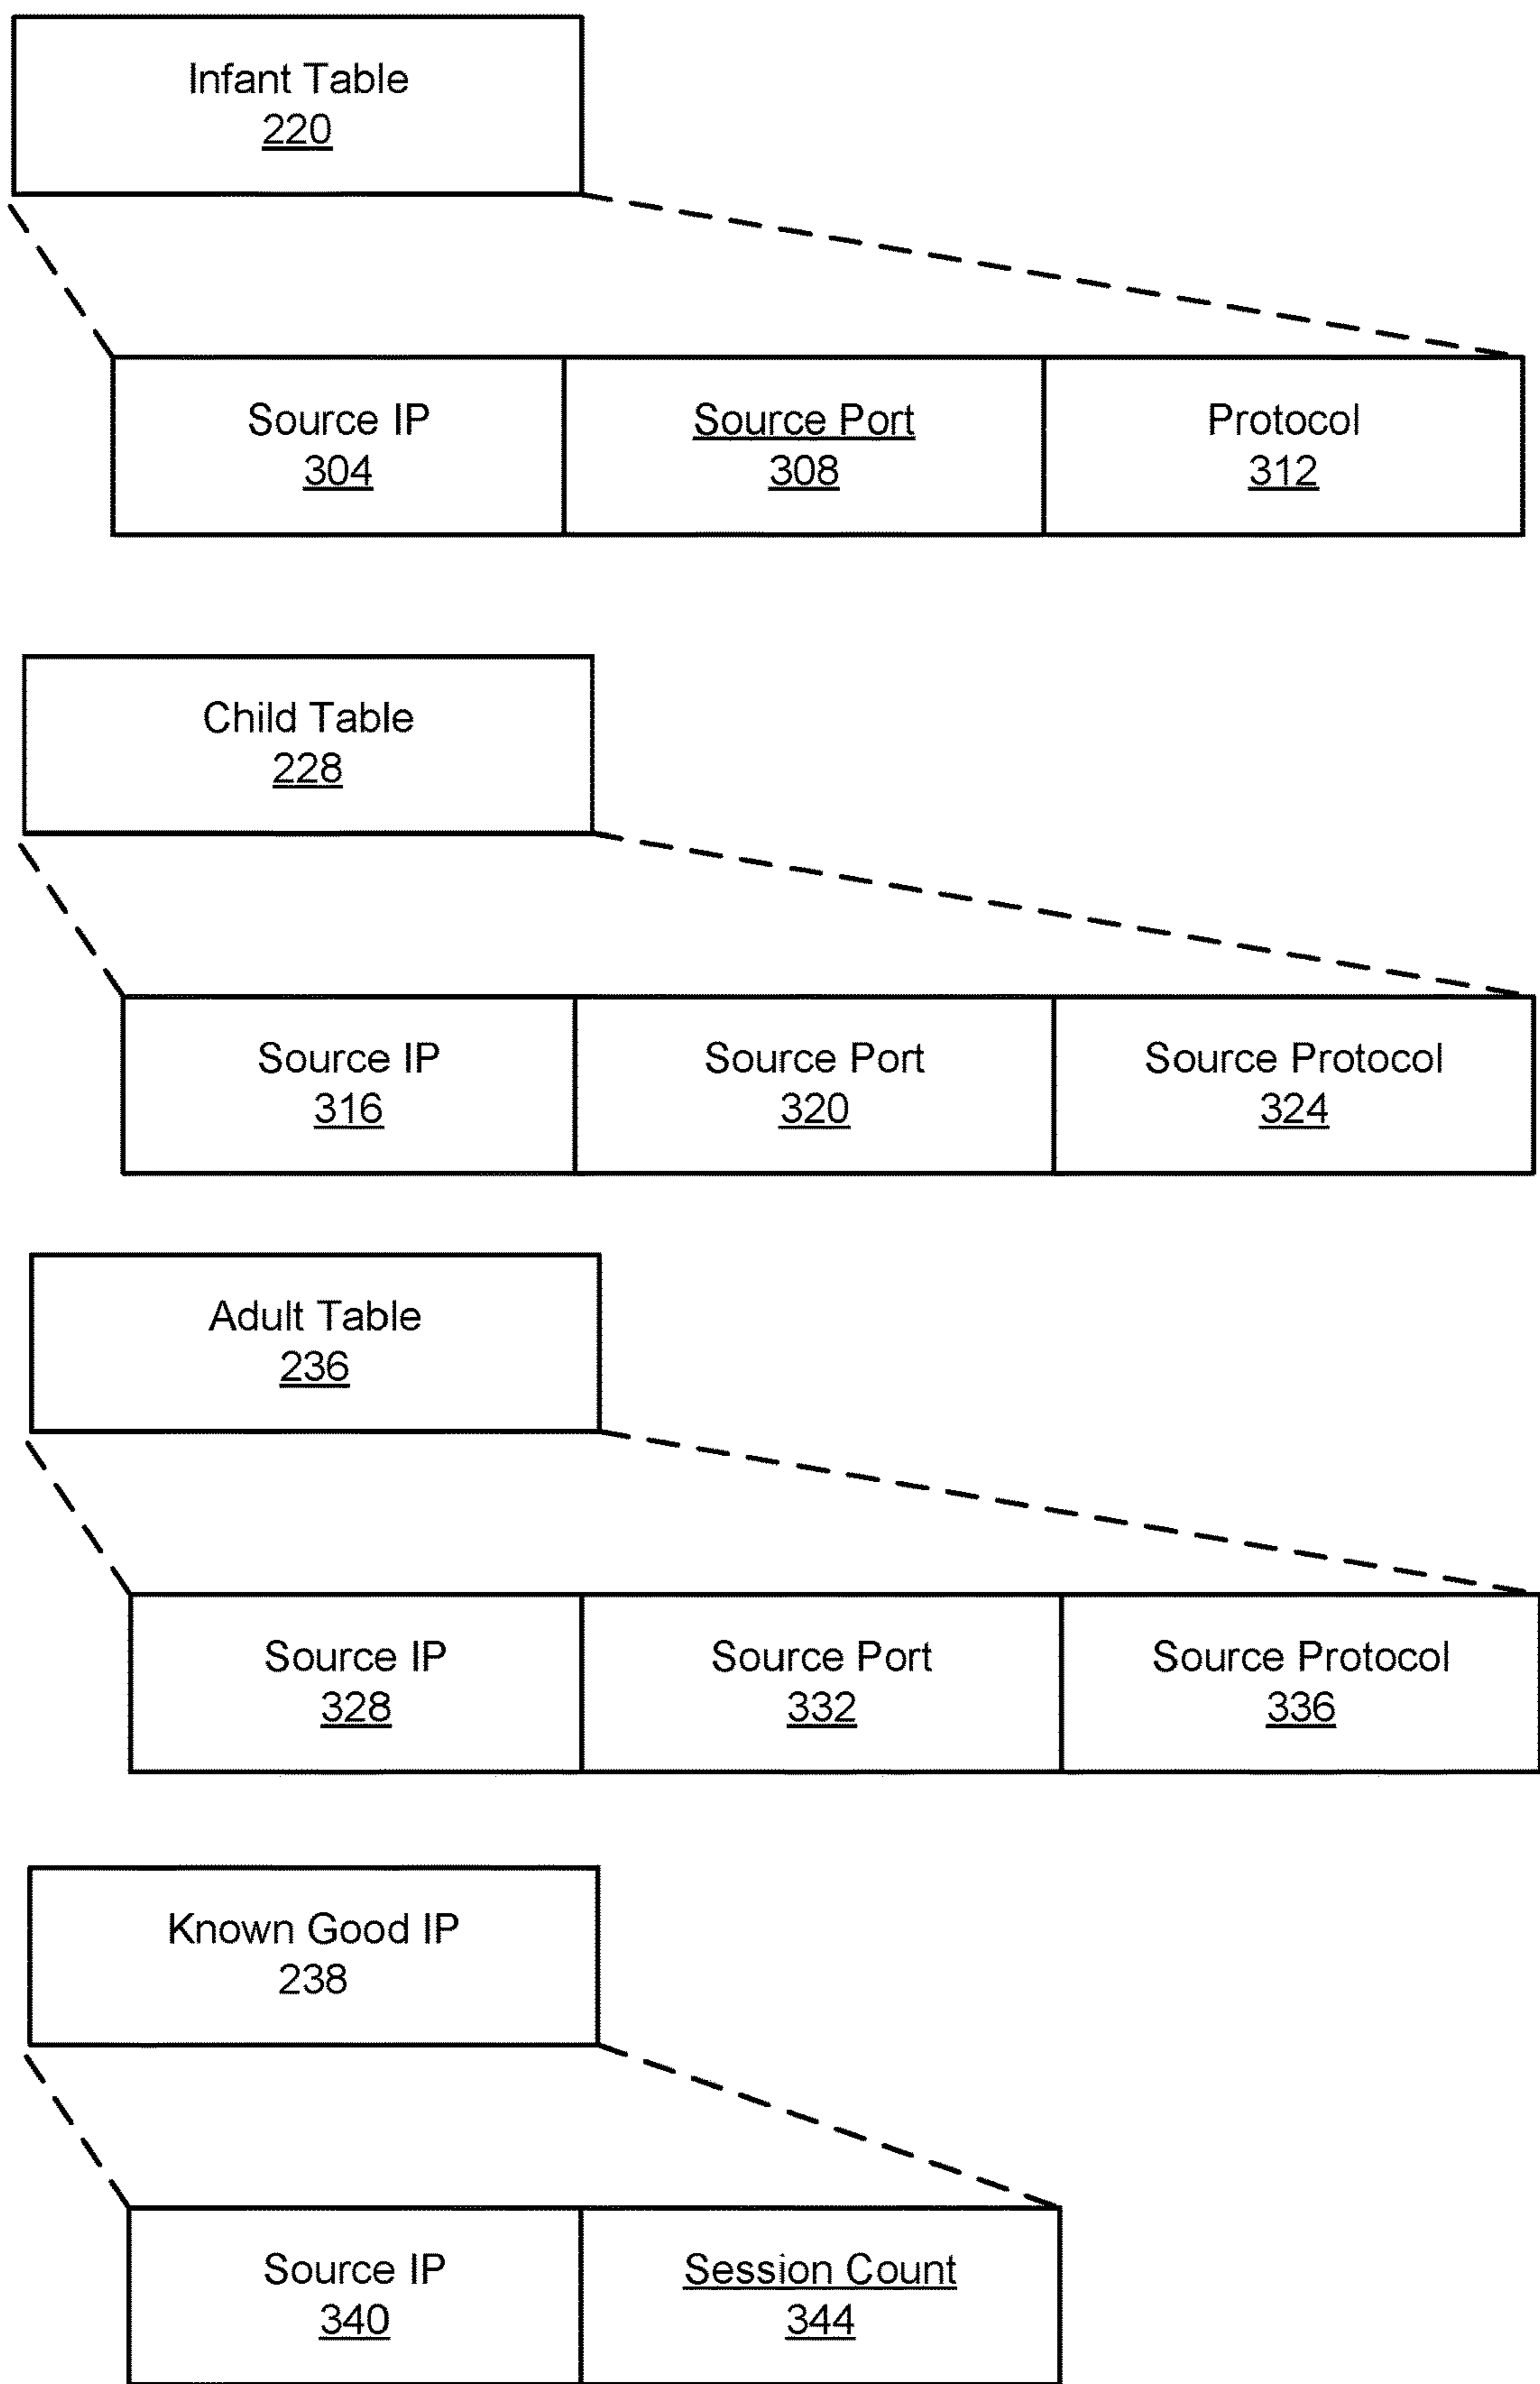 Infant Table
220
Source IP
304
Source Port
308
Protocol
312
Child Table
228
Source IP
316
Source Port
320
Source Protocol
324
Adult Table
236
Source IP
328
Source Port
332
Source Protocol
336
Known Good IP
238
Source IP
340
Session Count
344